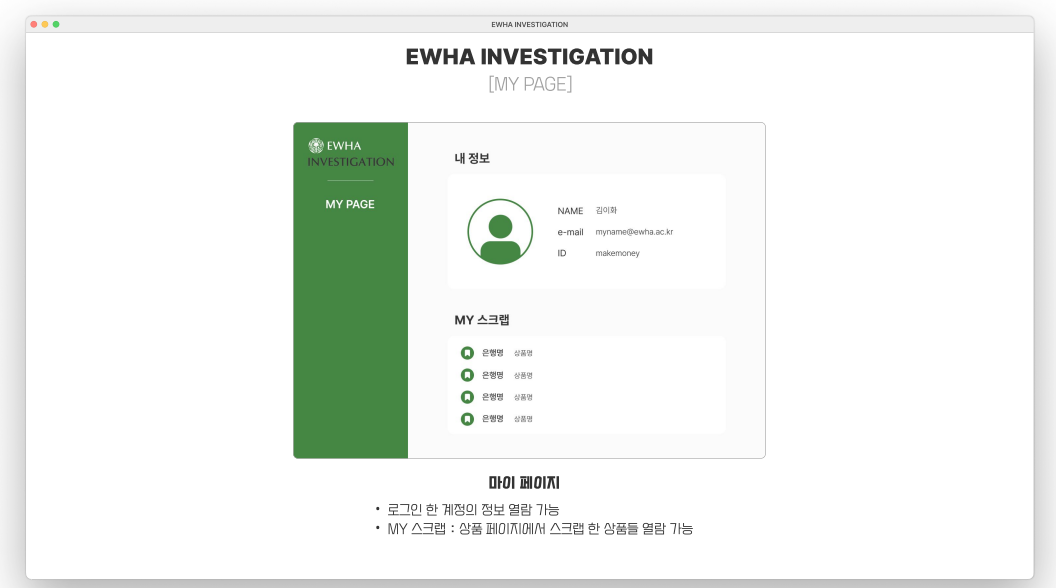 EWHA INVESTIGATION
EWHA INVESTIGATION
[MY PAGE]
EWHA
INVESTIGATION
MY PAGE
내 정보
NAME 김이화
e-mail myname@ewha.ac.kr
ID makemoney
MY 스크랩
은행명 상품명
은행명 상품명
은행명 상품명
은행명 상품명
마이 페이지
• 로그인 한 계정의 정보 열람 가능
• MY 스크랩 : 상품 페이지에서 스크랩 한 상품들 열람 가능